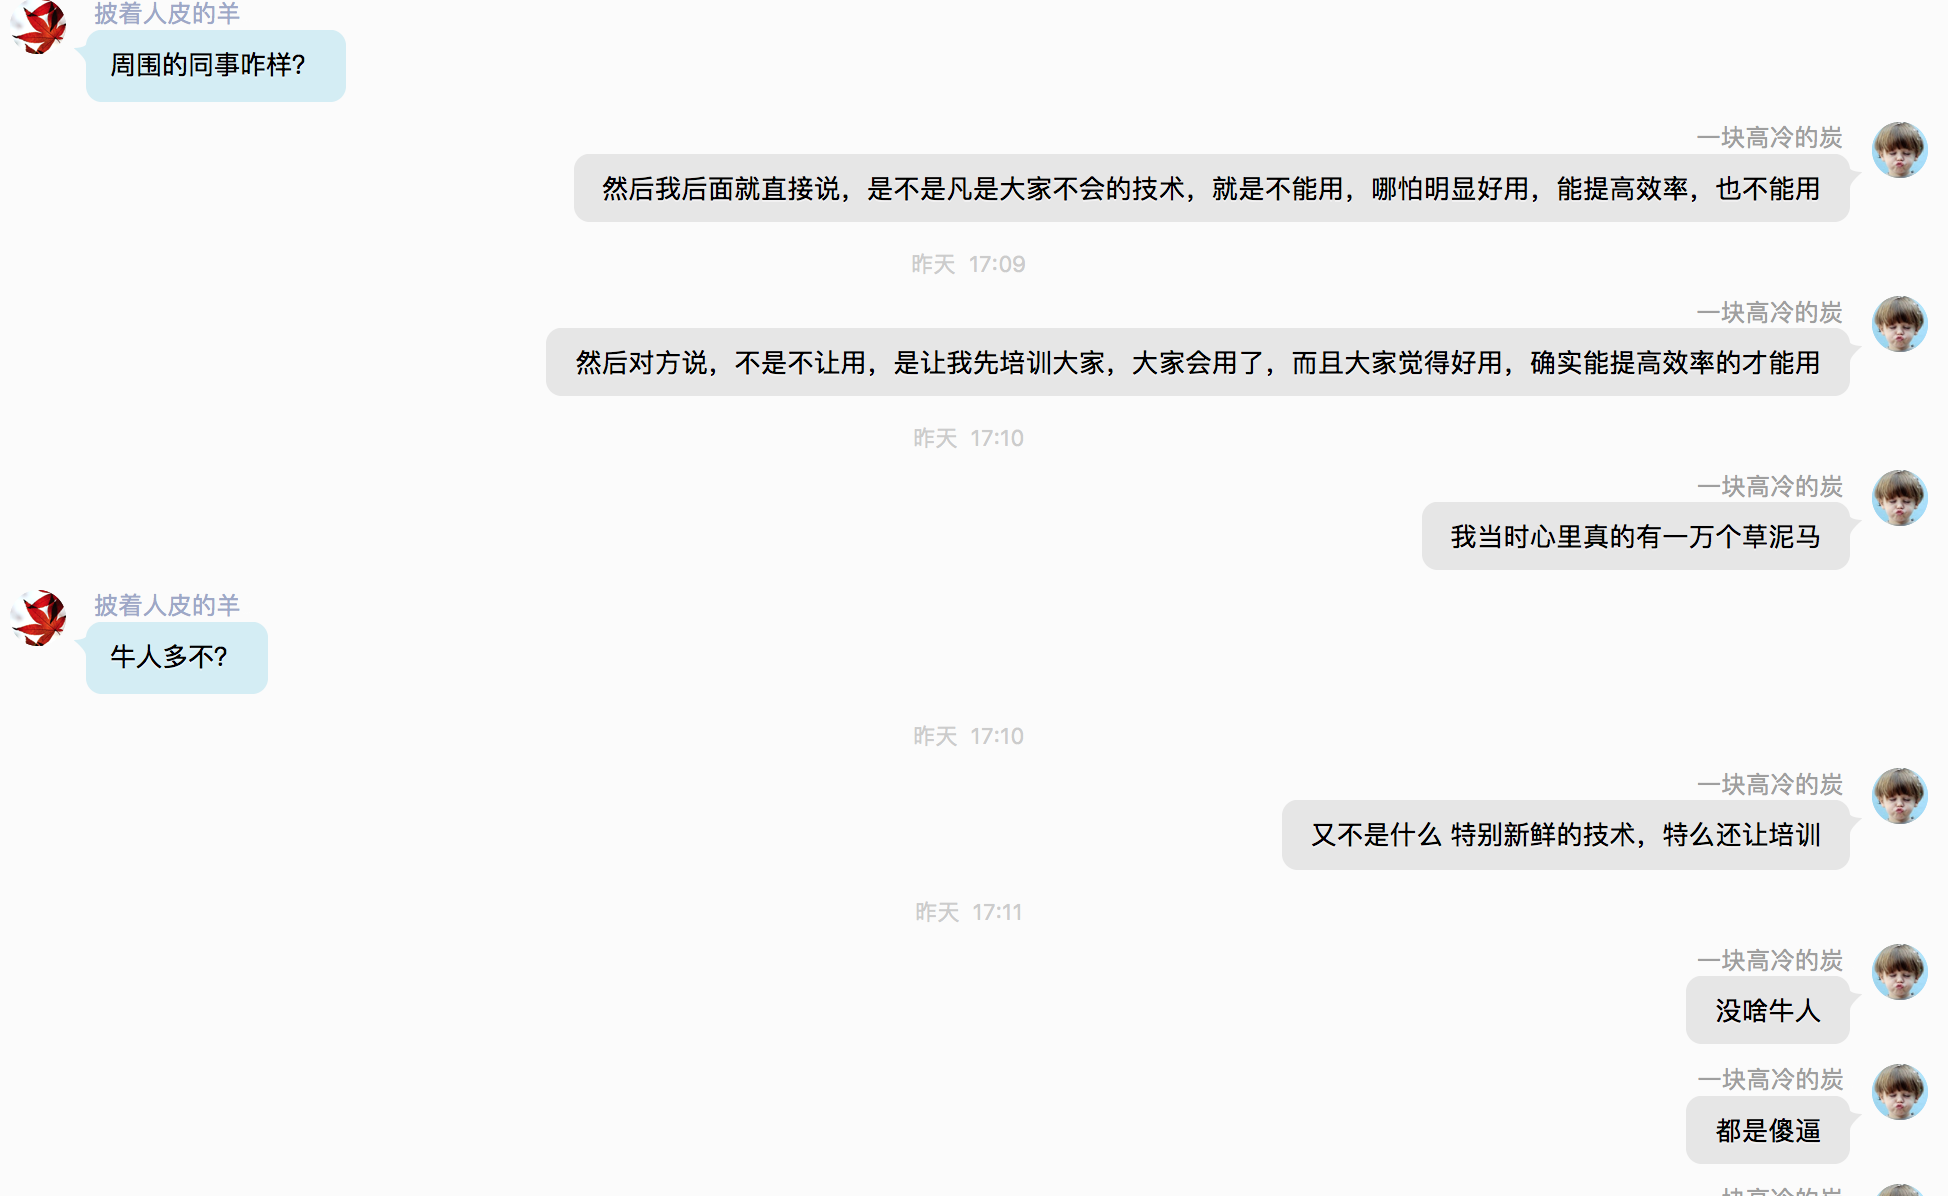 披着人皮的羊
周围的同事咋样?
一块高冷的炭
然后我后面就直接说，是不是凡是大家不会的技术，就是不能用，哪怕明显好用，能提高效率，也不能用
昨天 17:09
一块高冷的炭
然后对方说，不是不让用，是让我先培训大家，大家会用了，而且大家觉得好用，确实能提高效率的才能用
昨天 17:10
一块高冷的炭
我当时心里真的有一万个草泥马
披着人皮的羊
牛人多不?
昨天 17:10
一块高冷的炭
又不是什么 特别新鲜的技术，特么还让培训
昨天 17:11
一块高冷的炭
没啥牛人
一块高冷的炭
都是傻逼
一块高冷的炭